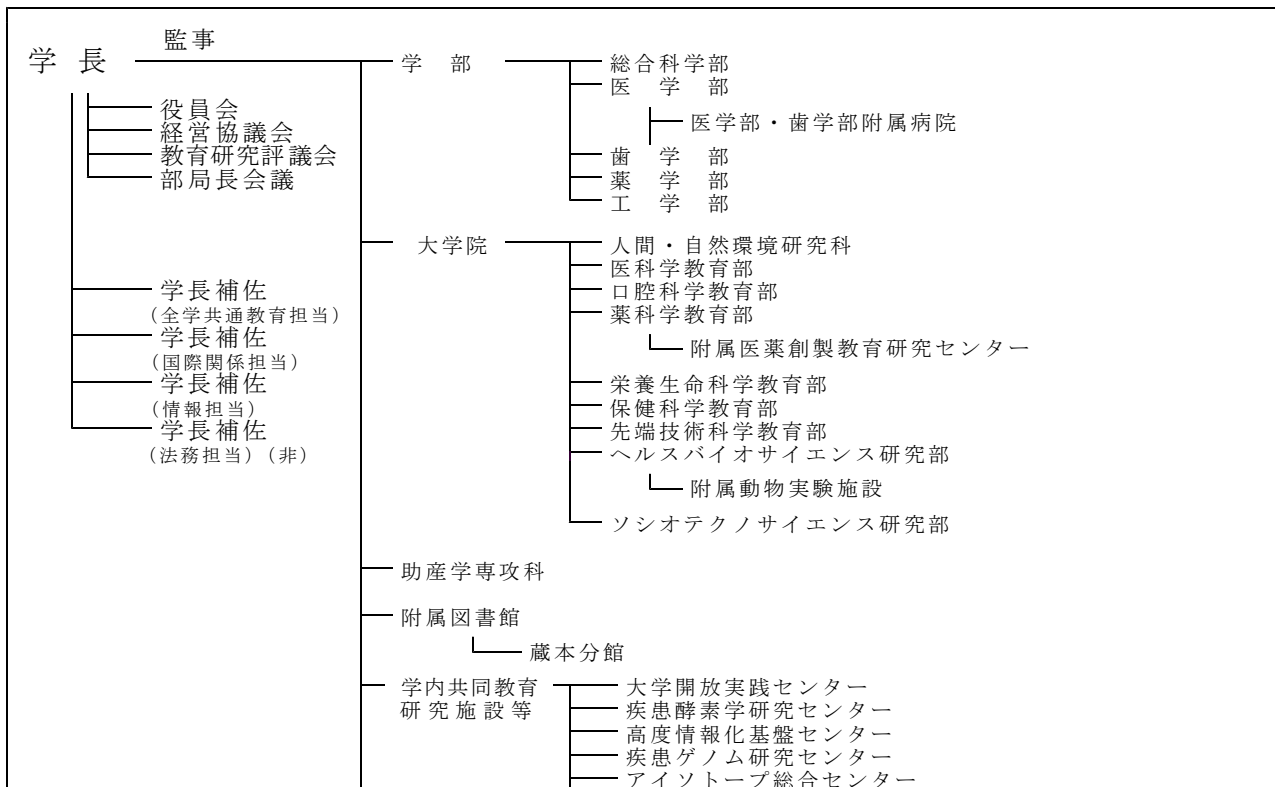 監事
学 長
役員会
経営協議会
教育研究評議会
部局長会議
学長補佐
(全学共通教育担当)
学長補佐
(国際関係担当)
学長補佐
(情報担当)
学長補佐
(法務担当)(非)
学 部
総合科学部
医 学 部
医学部・歯学部附属病院
歯 学 部
薬 学 部
工 学 部
大学院
人間・自然環境研究科
医科学教育部
口腔科学教育部
薬科学教育部
附属医薬創製教育研究センター
栄養生命科学教育部
保健科学教育部
先端技術科学教育部
ヘルスバイオサイエンス研究部
附属動物実験施設
ソシオテクノサイエンス研究部
助産学専攻科
附属図書館
蔵本分館
学内共同教育
研究施設等
大学開放実践センター
疾患酵素学研究センター
高度情報化基盤センター
疾患ゲノム研究センター
アイソトープ総合センター